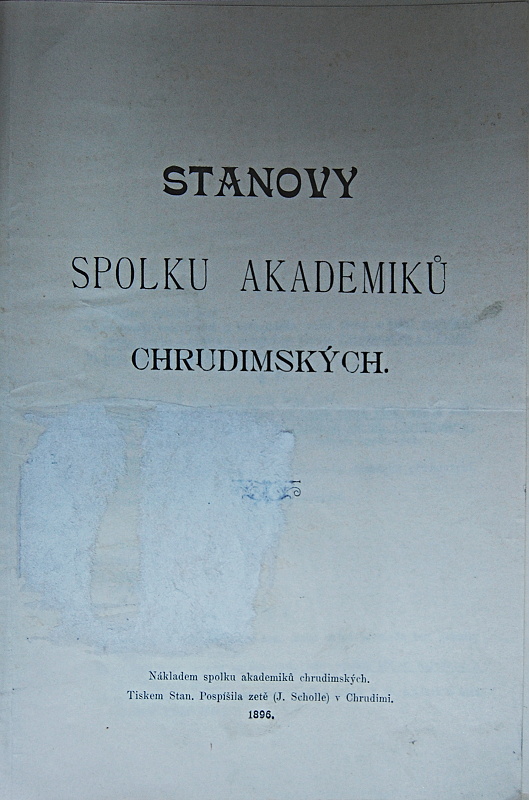 STANOVY
SPOLKU AKADEMIKŮ
CHRUDIMSKÝCH.
Nákladem spolku akademiků chrudimských.
Tiskem Stan. Pospíšila zetě (J. Scholle) v Chrudimi.
1896.